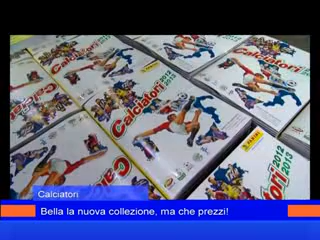 Calciatori
2012
2013
PANINI
Calciatori
2012
2013
PANINI
Calciatori
2012
2013
Calciatori
Bella la nuova collezione, ma che prezzi!